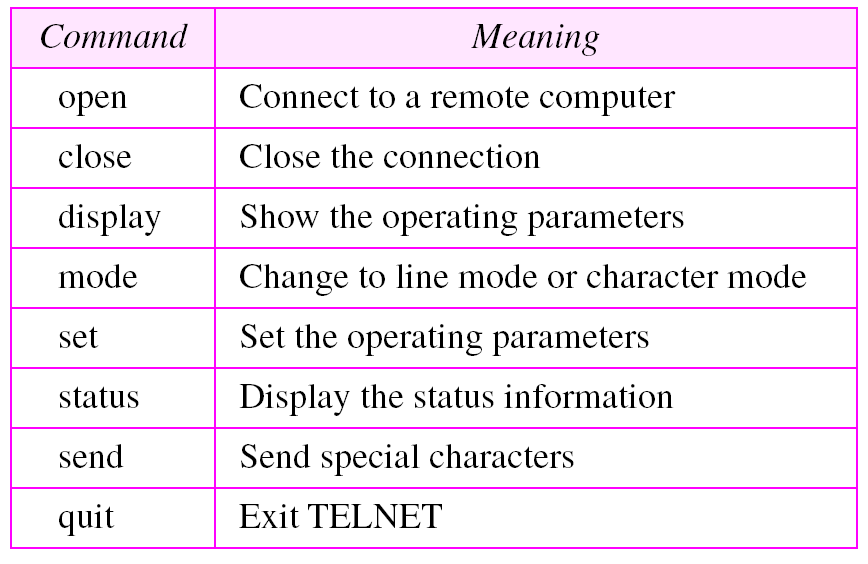 Command Meaning
open Connect to a remote computer
close Close the connection
display Show the operating parameters
mode Change to line mode or character mode
set Set the operating parameters
status Display the status information
send Send special characters
quit Exit TELNET